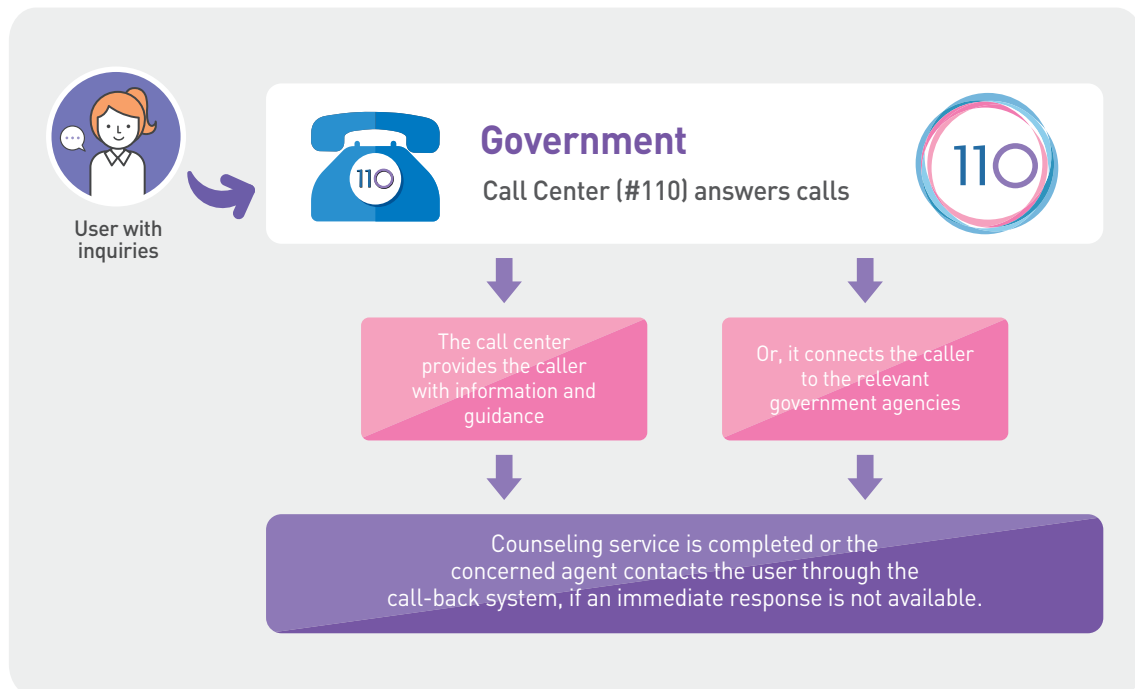 User with
inquiries
110
Government
Call Center (#110) answers calls
110
The call center
provides the caller
with information and
guidance
Or, it connects the caller
to the relevant
government agencies
Counseling service is completed or the
concerned agent contacts the user through the
call-back system, if an immediate response is not available.